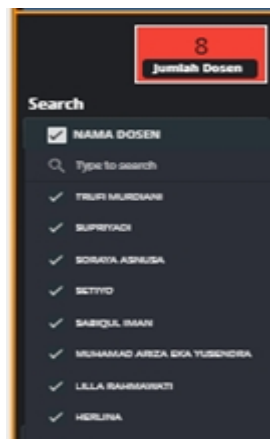 8
Jumlah Dosen
Search
NAMA DOSEN
Type to search
TRUFI MURDIANI
SUPRIYADI
SORAYA ASNUSA
SETIYO
SABIQUL IMAN
MUHAMAD ARIZA EKA YUSENDRA
LILLA RAHMAWATI
HERLINA